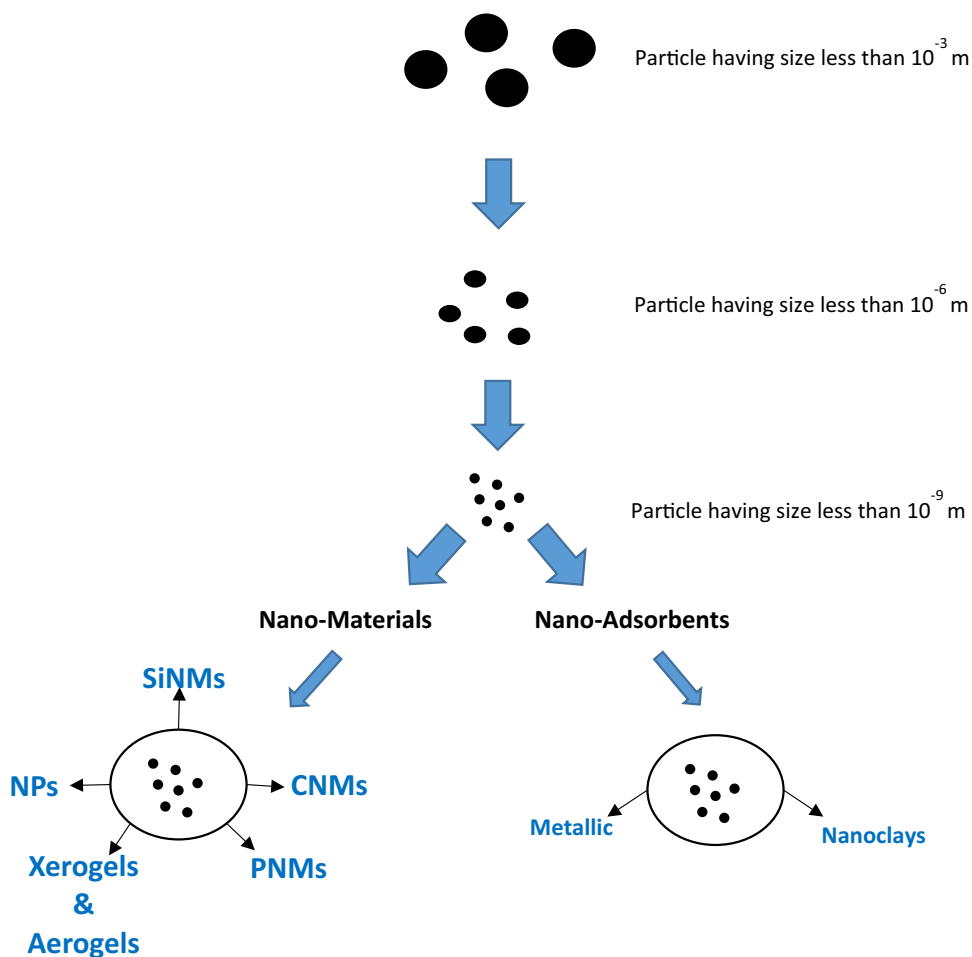 Particle having size less than 10⁻³ m
Particle having size less than 10⁻⁶ m
Particle having size less than 10⁻⁹ m
Nano-Materials
Nano-Adsorbents
SiNMs
NPs
CNMs
Xerogels
&
Aerogels
PNMs
Metallic
Nanoclays